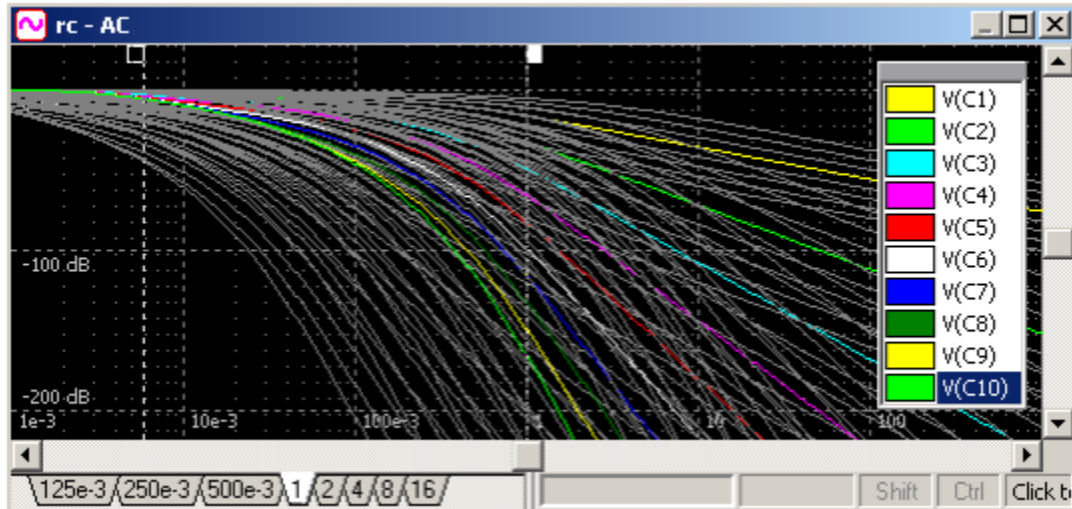 rc - AC
V(C1)
V(C2)
V(C3)
V(C4)
V(C5)
V(C6)
V(C7)
V(C8)
V(C9)
V(C10)
-100 dB
-200 dB
1e-3 10e-3 100e-3 1 10 100
125e-3 250e-3 500e-3 1 2 4 8 16 Shift Ctrl Click to